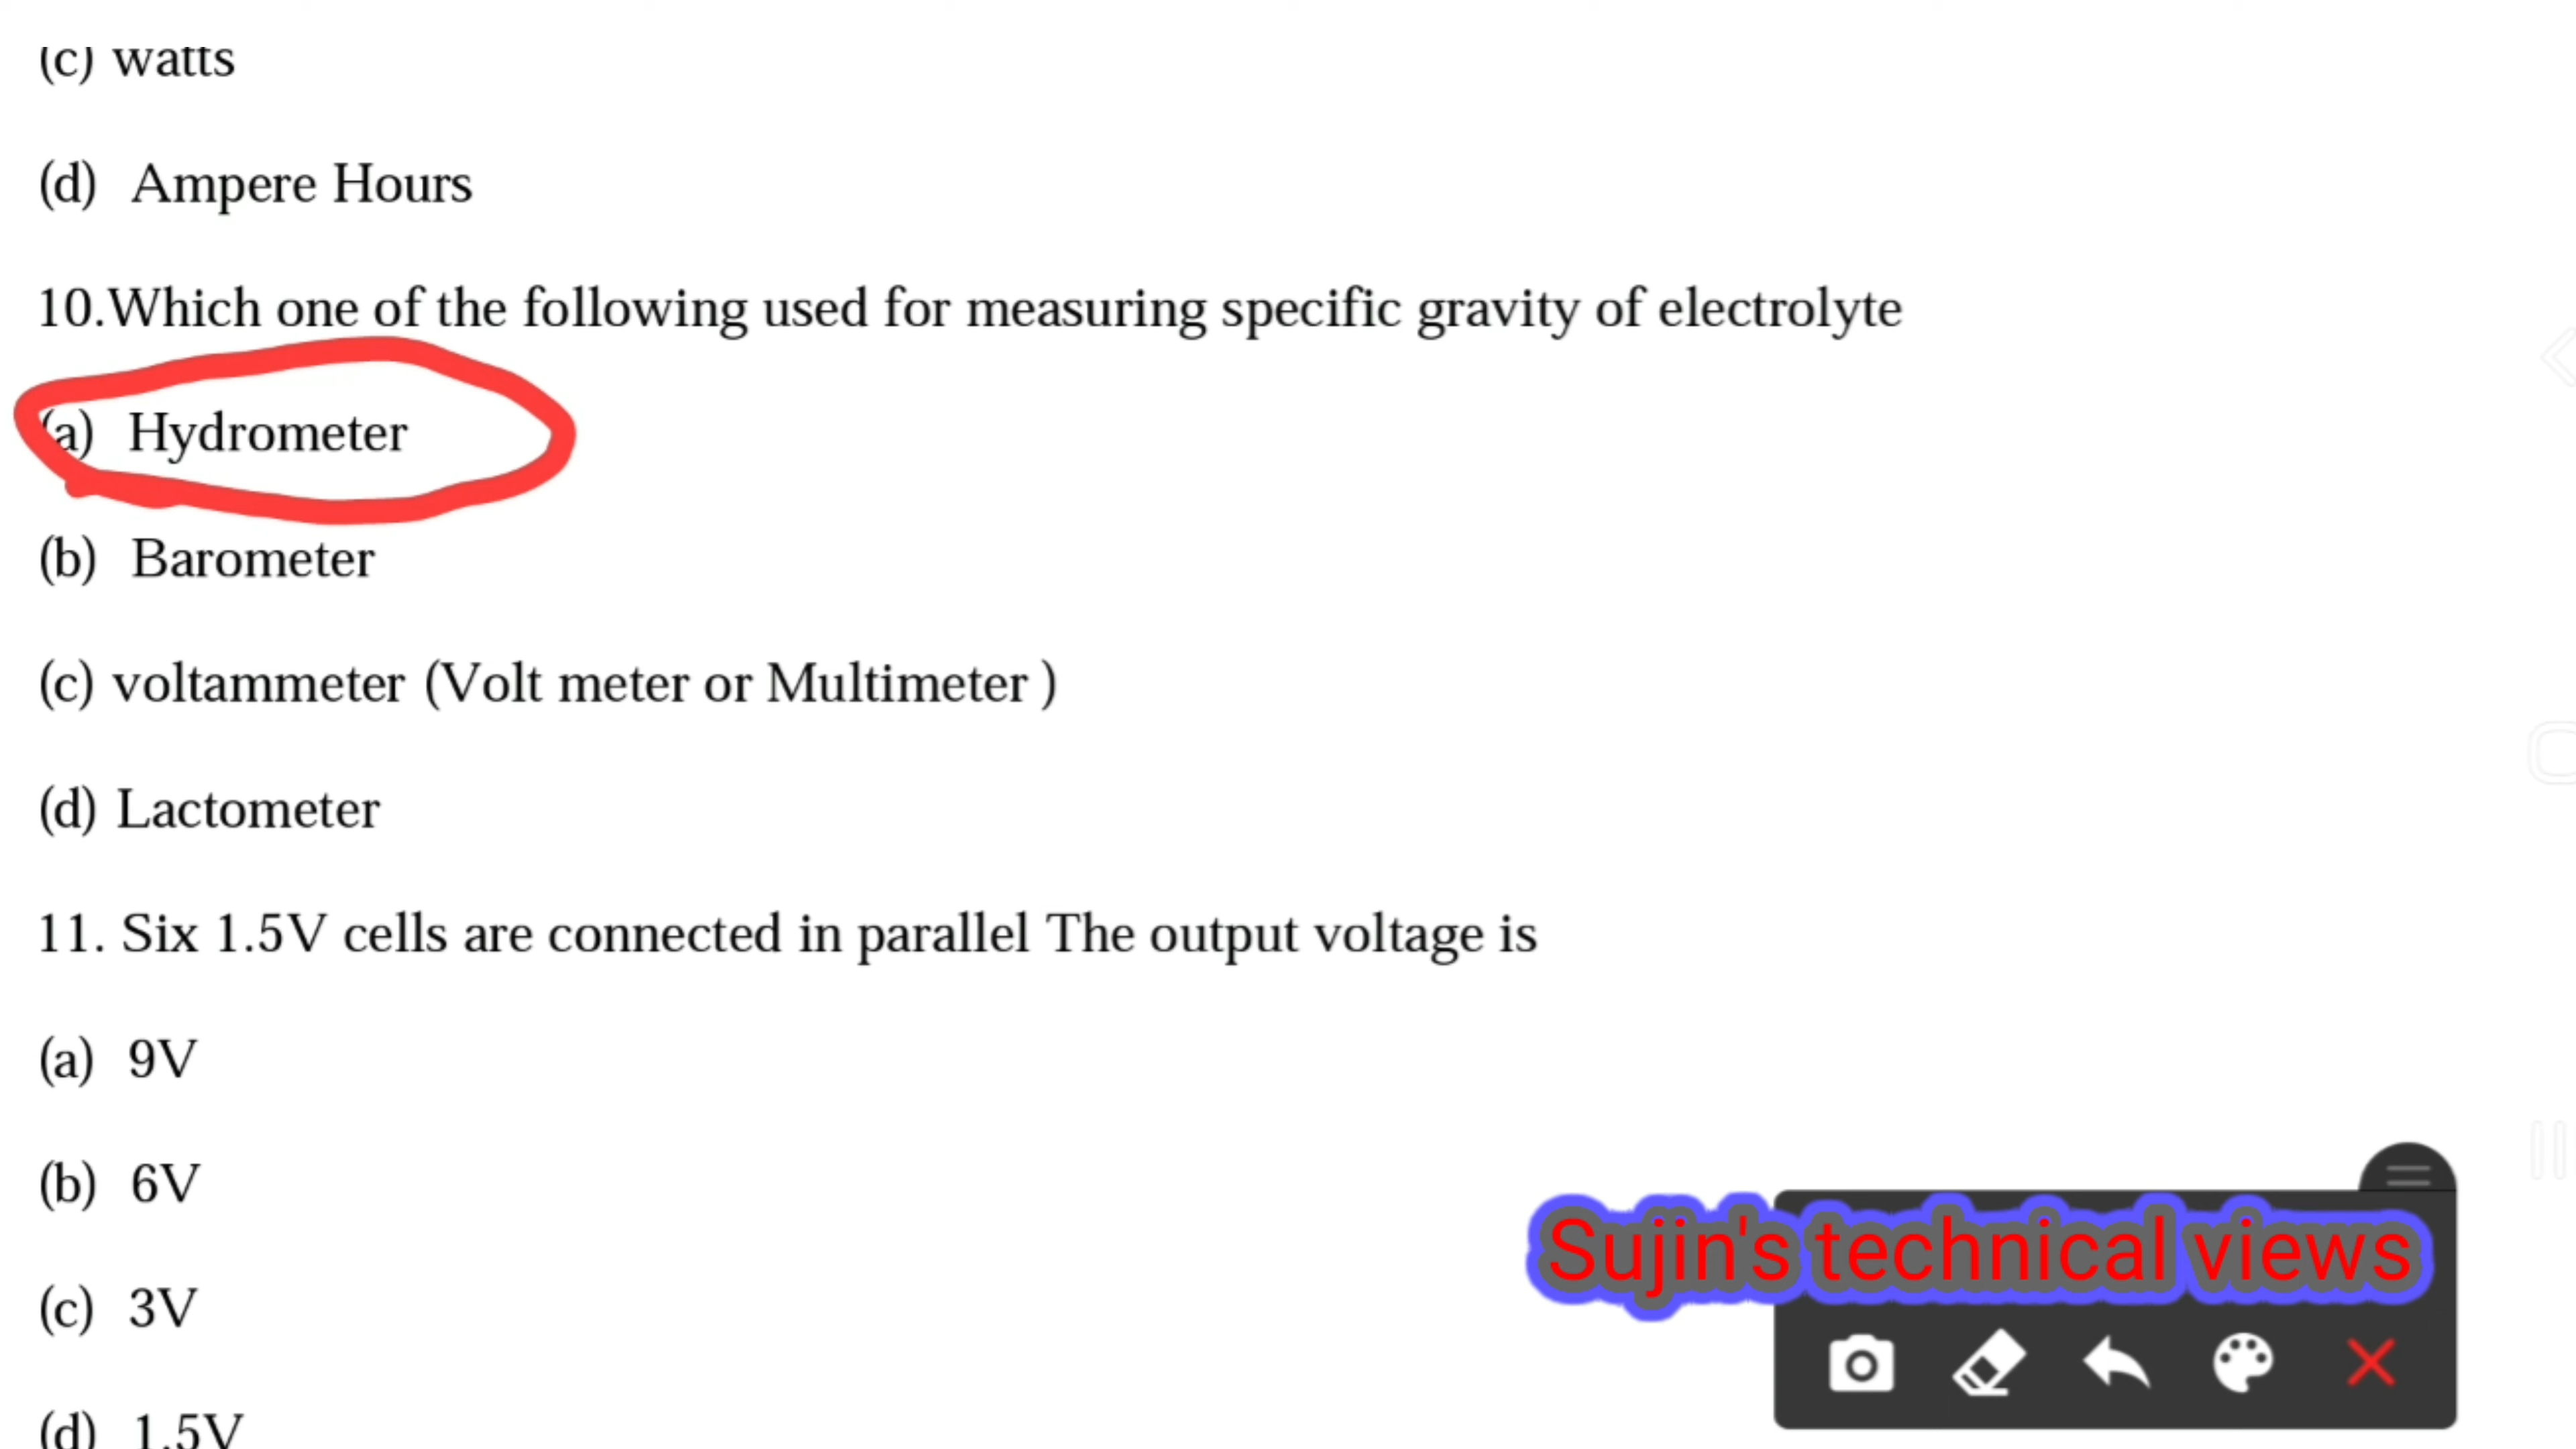 (c) watts
(d) Ampere Hours
10.Which one of the following used for measuring specific gravity of electrolyte
(a) Hydrometer
(b) Barometer
(c) voltammeter (Volt meter or Multimeter )
(d) Lactometer
11. Six 1.5V cells are connected in parallel The output voltage is
(a) 9V
(b) 6V
(c) 3V
(d) 1.5V
Sujin's technical views